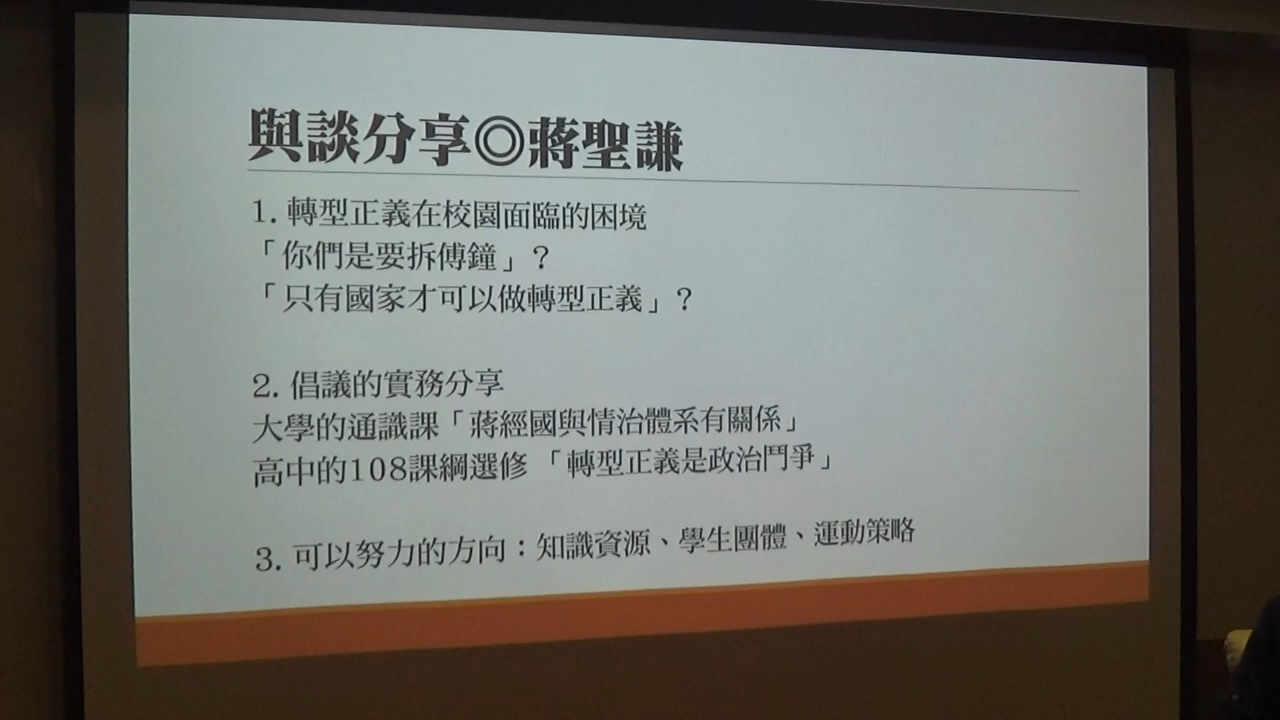 與談分享◎蔣聖謙
1. 轉型正義在校園面臨的困境
「你們是要拆傅鐘」？
「只有國家才可以做轉型正義」？
2. 倡議的實務分享
大學的通識課「蔣經國與情治體系有關係」
高中的108課綱選修 「轉型正義是政治鬥爭」
3. 可以努力的方向：知識資源、學生團體、運動策略